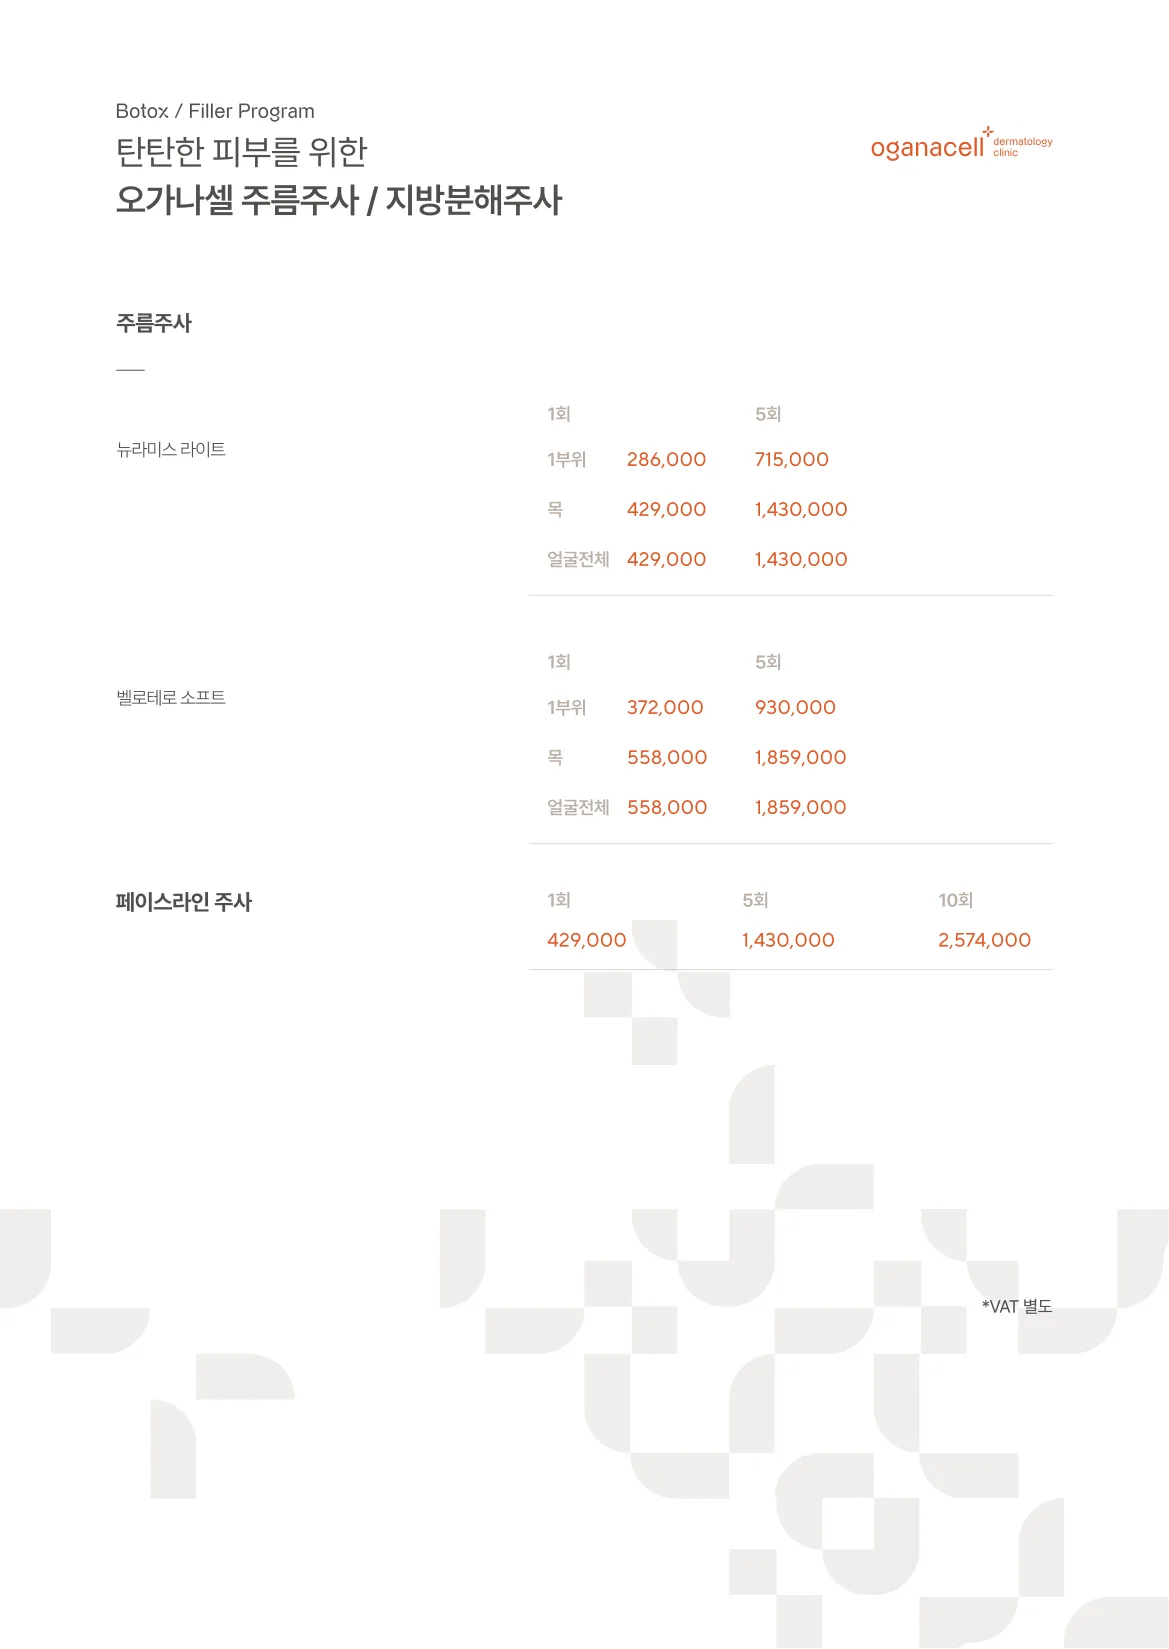 Botox / Filler Program
탄탄한 피부를 위한
오가나셀 주름주사 / 지방분해주사
oganacell dermatology clinic
주름주사
1회 5회
뉴라미스 라이트
1부위 286,000 715,000
목 429,000 1,430,000
얼굴전체 429,000 1,430,000
1회 5회
벨로테로 소프트
1부위 372,000 930,000
목 558,000 1,859,000
얼굴전체 558,000 1,859,000
페이스라인 주사
1회 5회 10회
429,000 1,430,000 2,574,000
*VAT 별도